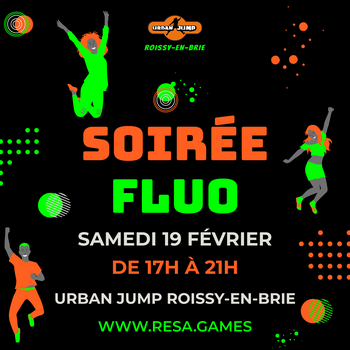 URBAN JUMP
ROISSY-EN-BRIE
SOIRÉE
FLUO
SAMEDI 19 FÉVRIER
DE 17H À 21H
URBAN JUMP ROISSY-EN-BRIE
WWW.RESA.GAMES